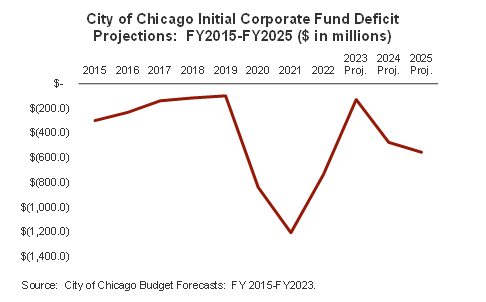 City of Chicago Initial Corporate Fund Deficit
Projections:  FY2015-FY2025 ($ in millions)
2015 2016 2017 2018 2019 2020 2021 2022 2023 Proj. 2024 Proj. 2025 Proj.
$-
$(200.0)
$(400.0)
$(600.0)
$(800.0)
$(1,000.0)
$(1,200.0)
$(1,400.0)
Source:  City of Chicago Budget Forecasts:  FY 2015-FY2023.